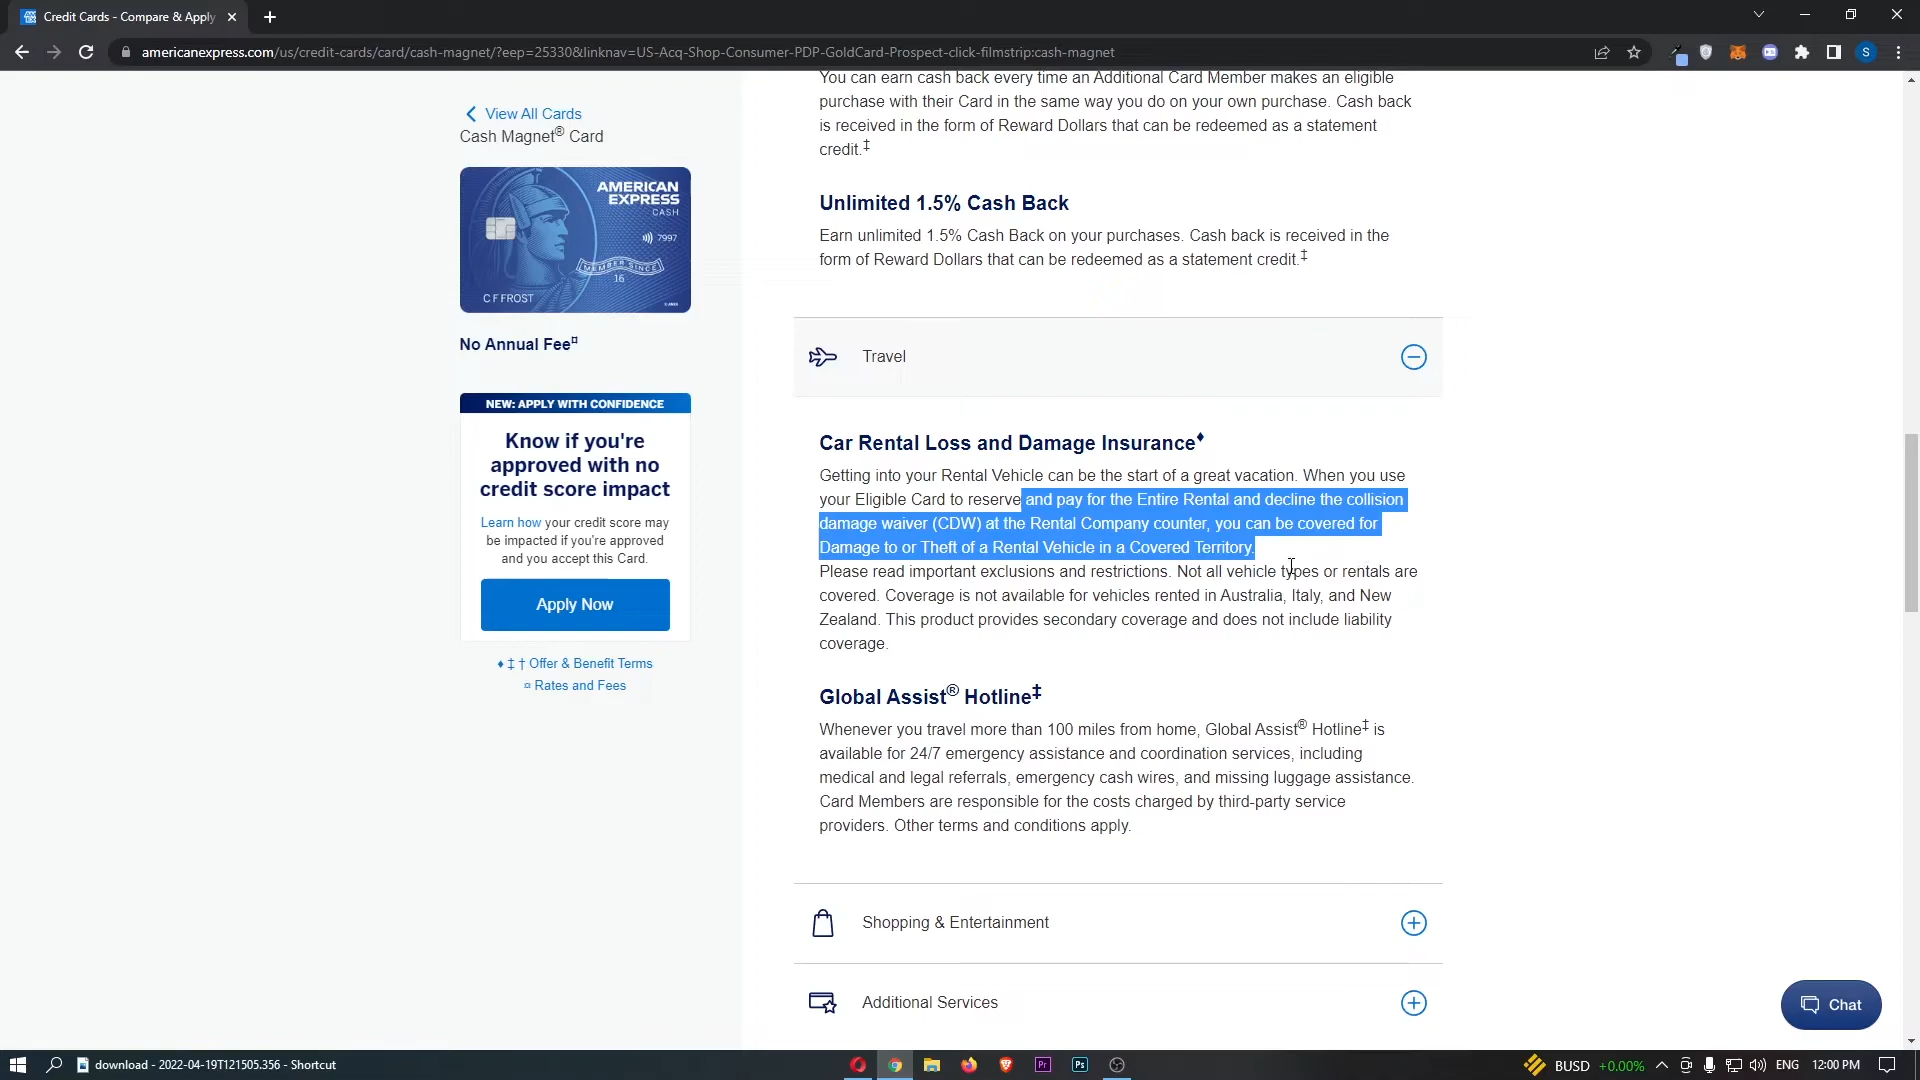 Credit Cards - Compare & Apply
americanexpress.com/us/credit-cards/card/cash-magnet/?eep=25330&linknav=US-Acq-Shop-Consumer-PDP-GoldCard-Prospect-click-filmstrip:cash-magnet
S
View All Cards
Cash Magnet® Card
AMERICAN
EXPRESS
CASH
7997
MEMBER SINCE
16
C F FROST
No Annual Fee¤
NEW: APPLY WITH CONFIDENCE
Know if you're
approved with no
credit score impact
Learn how your credit score may
be impacted if you're approved
and you accept this Card.
Apply Now
♦ ‡ † Offer & Benefit Terms
¤ Rates and Fees
You can earn cash back every time an Additional Card Member makes an eligible
purchase with their Card in the same way you do on your own purchase. Cash back
is received in the form of Reward Dollars that can be redeemed as a statement
credit.‡
Unlimited 1.5% Cash Back
Earn unlimited 1.5% Cash Back on your purchases. Cash back is received in the
form of Reward Dollars that can be redeemed as a statement credit.‡
Travel
Car Rental Loss and Damage Insurance♦
Getting into your Rental Vehicle can be the start of a great vacation. When you use
your Eligible Card to reserve and pay for the Entire Rental and decline the collision
damage waiver (CDW) at the Rental Company counter, you can be covered for
Damage to or Theft of a Rental Vehicle in a Covered Territory.
Please read important exclusions and restrictions. Not all vehicle types or rentals are
covered. Coverage is not available for vehicles rented in Australia, Italy, and New
Zealand. This product provides secondary coverage and does not include liability
coverage.
Global Assist® Hotline‡
Whenever you travel more than 100 miles from home, Global Assist® Hotline‡ is
available for 24/7 emergency assistance and coordination services, including
medical and legal referrals, emergency cash wires, and missing luggage assistance.
Card Members are responsible for the costs charged by third-party service
providers. Other terms and conditions apply.
Shopping & Entertainment
Additional Services
Chat
download - 2022-04-19T121505.356 - Shortcut
Pr
Ps
BUSD +0.00%
ENG
12:00 PM